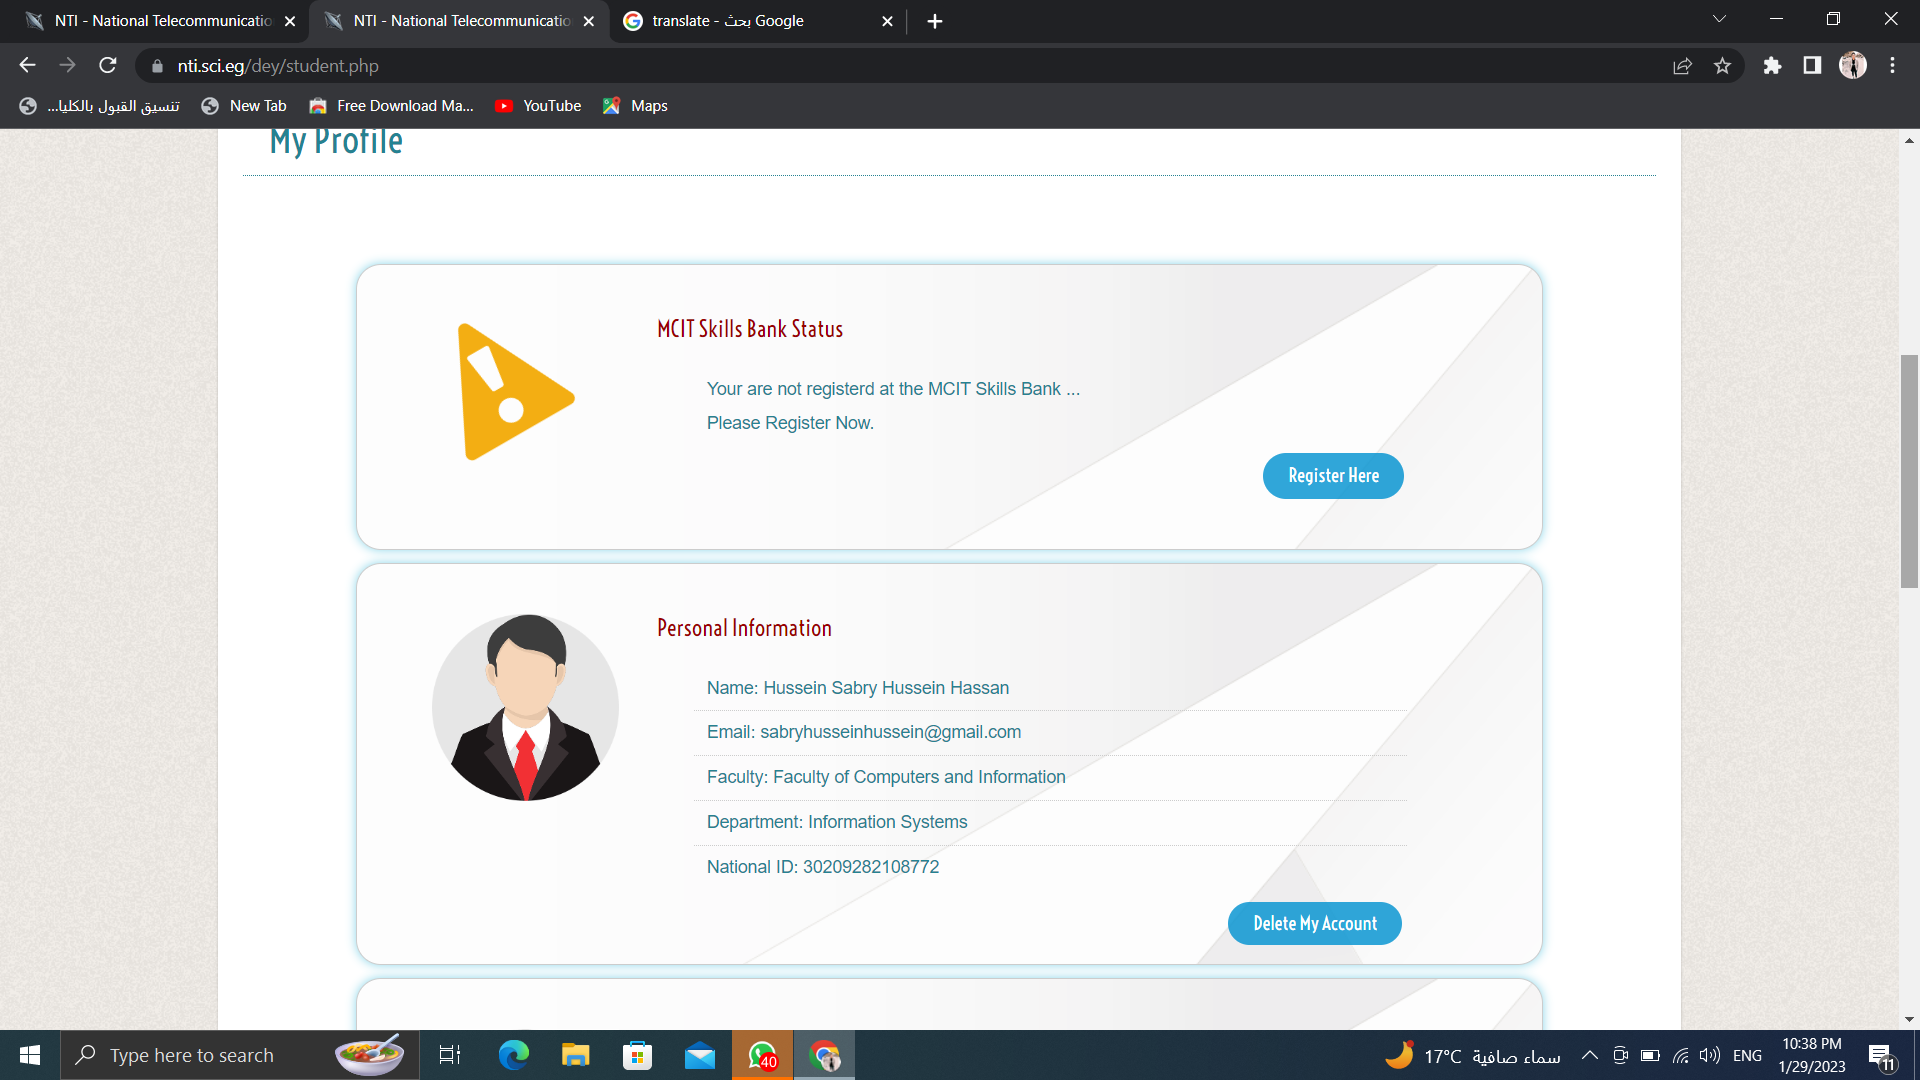 NTI - National Telecommunicatio
NTI - National Telecommunicatio
translate - بحث Google
nti.sci.eg/dey/student.php
تنسيق القبول بالكليا...
New Tab
Free Download Ma...
YouTube
Maps
My Profile
MCIT Skills Bank Status
Your are not registerd at the MCIT Skills Bank ...
Please Register Now.
Register Here
Personal Information
Name: Hussein Sabry Hussein Hassan
Email: sabryhusseinhussein@gmail.com
Faculty: Faculty of Computers and Information
Department: Information Systems
National ID: 30209282108772
Delete My Account
Type here to search
40
17°C سماء صافية
ENG
10:38 PM
1/29/2023
11